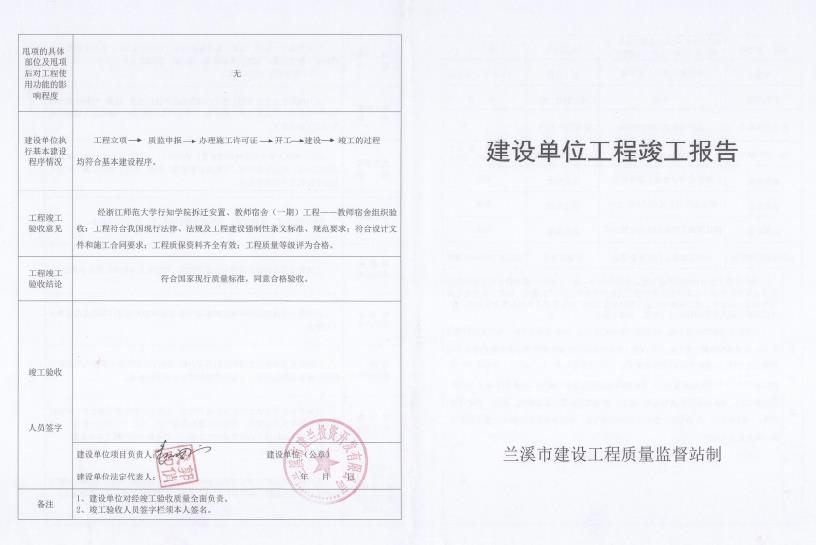 甩项的具体
部位及甩项
后对工程使
用功能的影
响程度
无
建设单位执
行基本建设
程序情况
工程立项→ 质监申报→办理施工许可证→开工→建设→ 竣工的过程
均符合基本建设程序。
工程竣工
验收意见
经浙江师范大学行知学院拆迁安置、教师宿舍（一期）工程——教师宿舍组织验
收：工程符合我国现行法律、法规及工程建设强制性条文标准、规范要求；符合设计文
件和施工合同要求；工程质保资料齐全有效；工程质量等级评为合格。
工程竣工
验收结论
符合国家现行质量标准，同意合格验收。
竣工验收
人员签字
建设单位项目负责人：
建设单位（公章）
建设单位法定代表人：
年 月 日
兰溪市建兰投资开发有限公司
备注
1、建设单位对经竣工验收质量全面负责。
2、竣工验收人员签字栏须本人签名。
建设单位工程竣工报告
兰溪市建设工程质量监督站制